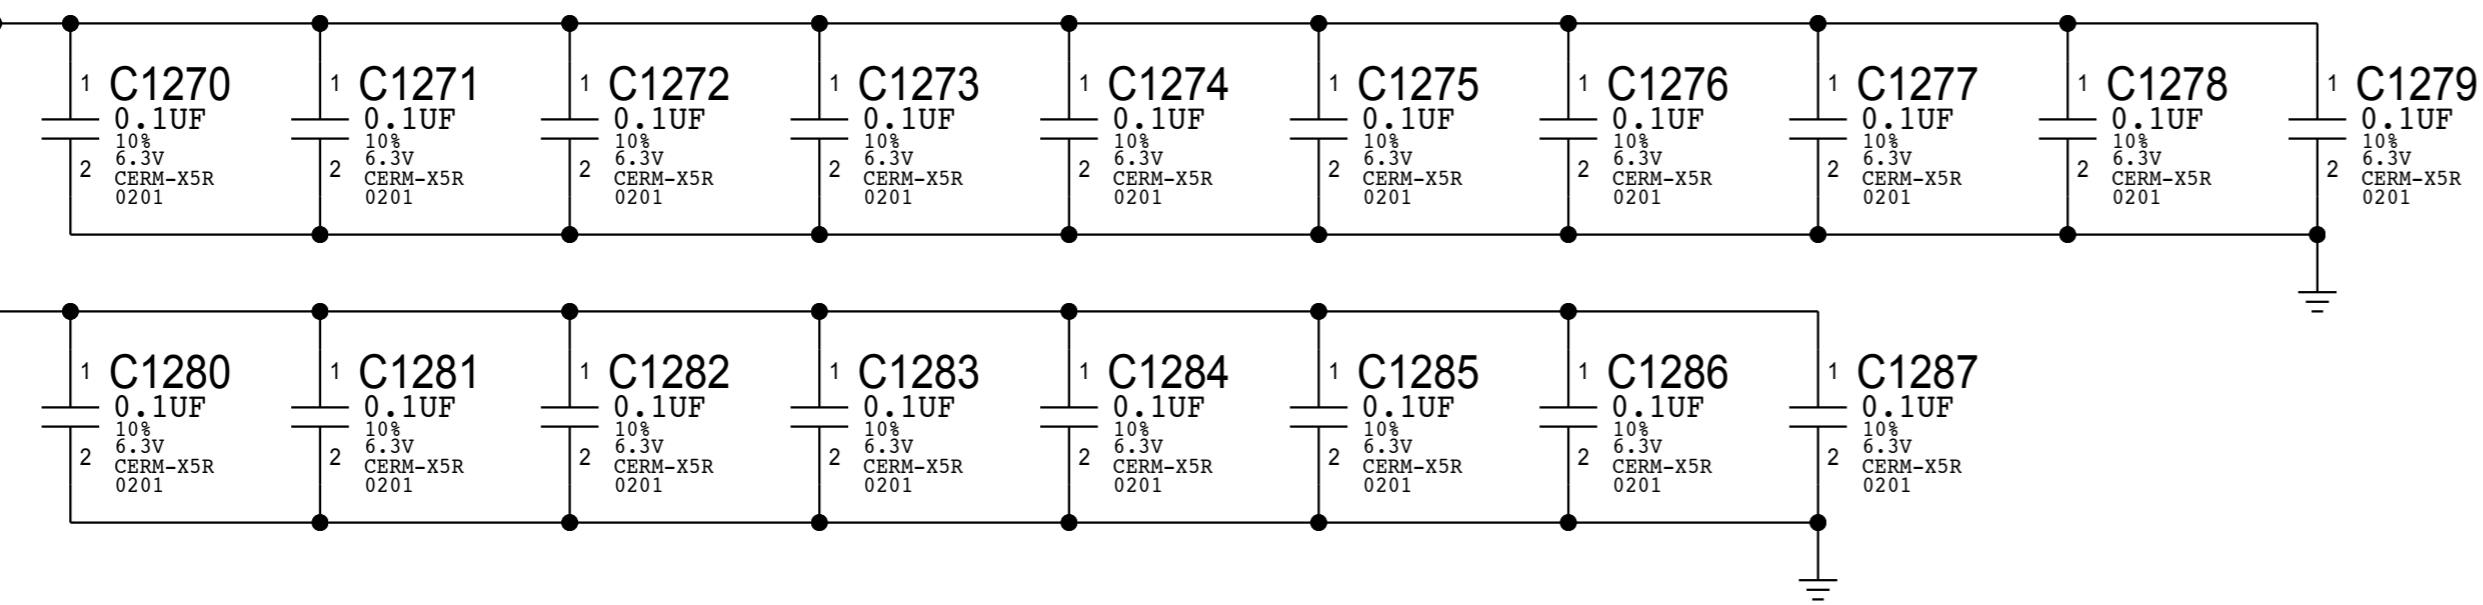 1 C1270 1 C1271 1 C1272 1 C1273 1 C1274 1 C1275 1 C1276 1 C1277 1 C1278 1 C1279
0.1UF 0.1UF 0.1UF 0.1UF 0.1UF 0.1UF 0.1UF 0.1UF 0.1UF 0.1UF
10% 10% 10% 10% 10% 10% 10% 10% 10% 10%
6.3V 6.3V 6.3V 6.3V 6.3V 6.3V 6.3V 6.3V 6.3V 6.3V
2 CERM-X5R 2 CERM-X5R 2 CERM-X5R 2 CERM-X5R 2 CERM-X5R 2 CERM-X5R 2 CERM-X5R 2 CERM-X5R 2 CERM-X5R 2 CERM-X5R
0201 0201 0201 0201 0201 0201 0201 0201 0201 0201
1 C1280 1 C1281 1 C1282 1 C1283 1 C1284 1 C1285 1 C1286 1 C1287
0.1UF 0.1UF 0.1UF 0.1UF 0.1UF 0.1UF 0.1UF 0.1UF
10% 10% 10% 10% 10% 10% 10% 10%
6.3V 6.3V 6.3V 6.3V 6.3V 6.3V 6.3V 6.3V
2 CERM-X5R 2 CERM-X5R 2 CERM-X5R 2 CERM-X5R 2 CERM-X5R 2 CERM-X5R 2 CERM-X5R 2 CERM-X5R
0201 0201 0201 0201 0201 0201 0201 0201